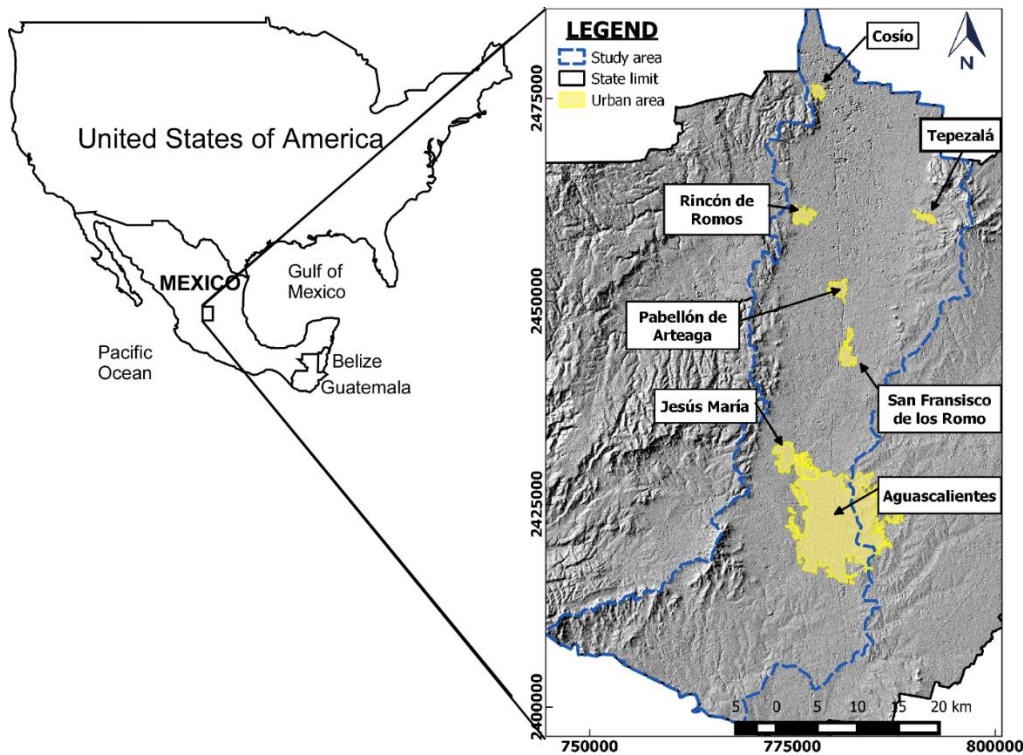 United States of America
MEXICO
Gulf of
Mexico
Pacific
Ocean
Belize
Guatemala
LEGEND
Study area
State limit
Urban area
N
Cosío
Tepezalá
Rincón de
Romos
Pabellón de
Arteaga
San Fransisco
de los Romo
Jesús María
Aguascalientes
2475000
2450000
2425000
2400000
5 0 5 10 15 20 km
750000 775000 800000